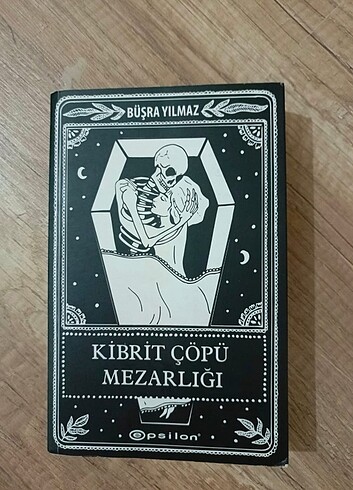 BÜŞRA YILMAZ
KİBRİT ÇÖPÜ
MEZARLIĞI
epsilon